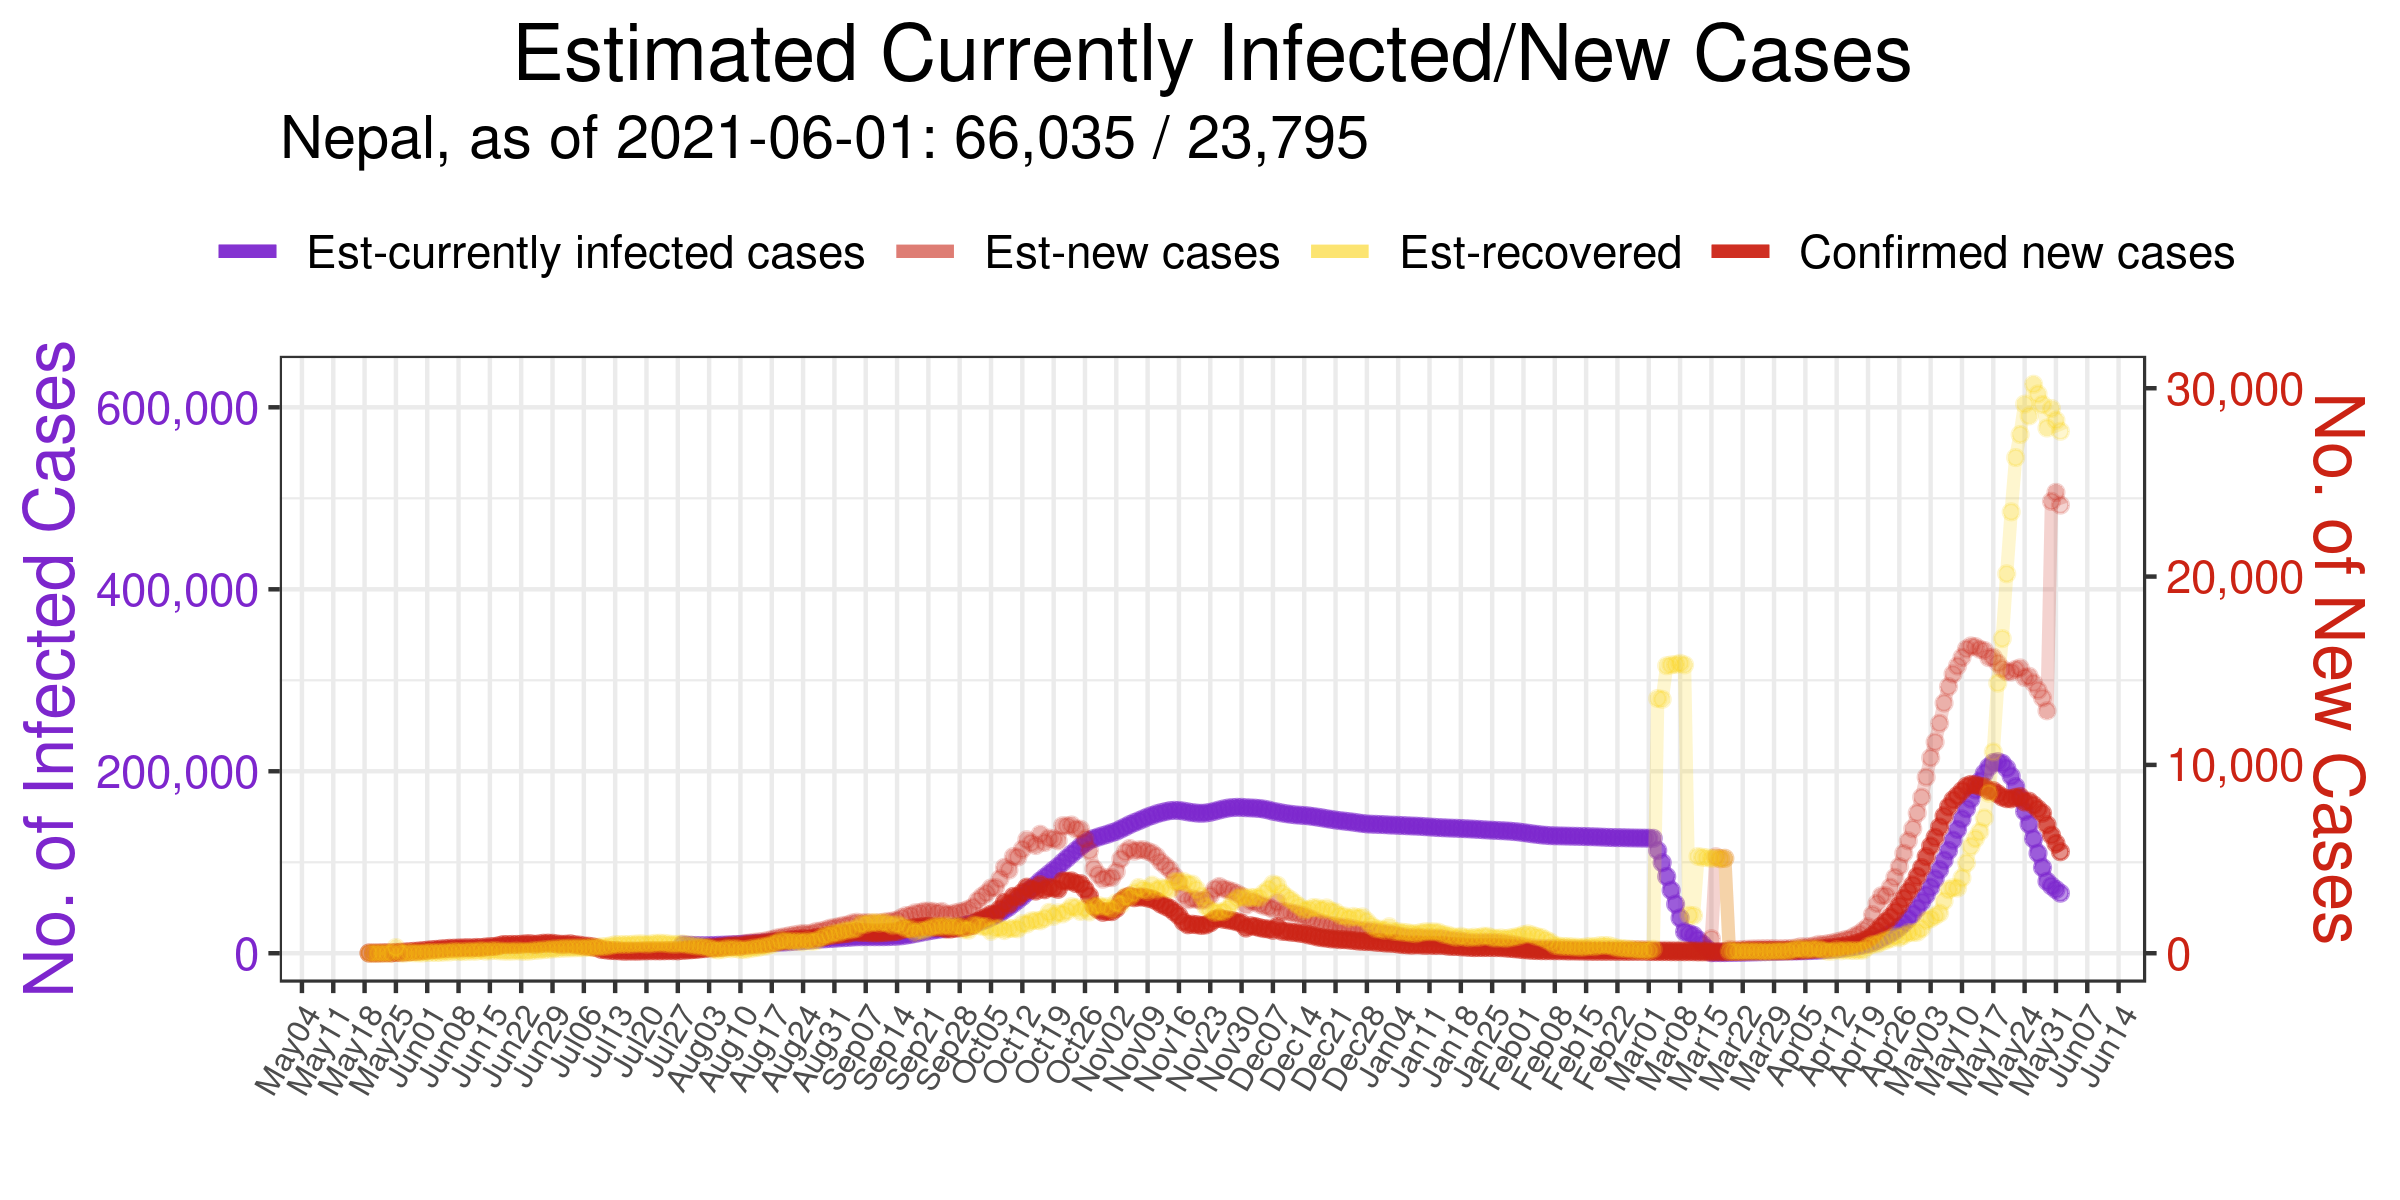 Estimated Currently Infected/New Cases
Nepal, as of 2021-06-01: 66,035 / 23,795
Est-currently infected cases Est-new cases Est-recovered Confirmed new cases
No. of Infected Cases
600,000
400,000
200,000
0
30,000
20,000
10,000
0
No. of New Cases
May04 May11 May18 May25 Jun01 Jun08 Jun15 Jun22 Jun29 Jul06 Jul13 Jul20 Jul27 Aug03 Aug10 Aug17 Aug24 Aug31 Sep07 Sep14 Sep21 Sep28 Oct05 Oct12 Oct19 Oct26 Nov02 Nov09 Nov16 Nov23 Nov30 Dec07 Dec14 Dec21 Dec28 Jan04 Jan11 Jan18 Jan25 Feb01 Feb08 Feb15 Feb22 Mar01 Mar08 Mar15 Mar22 Mar29 Apr05 Apr12 Apr19 Apr26 May03 May10 May17 May24 May31 Jun07 Jun14